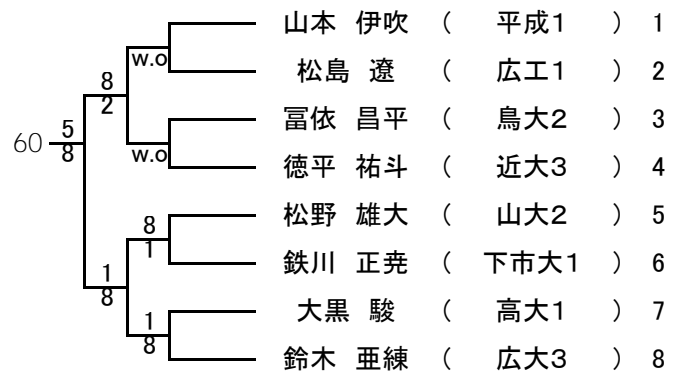 山本 伊吹 ( 平成1 ) 1
w.o
松島 遼 ( 広工1 ) 2
8
2
冨依 昌平 ( 鳥大2 ) 3
60
5
8
w.o
徳平 祐斗 ( 近大3 ) 4
松野 雄大 ( 山大2 ) 5
8
1
鉄川 正尭 ( 下市大1 ) 6
1
8
大黒 駿 ( 高大1 ) 7
1
8
鈴木 亜練 ( 広大3 ) 8